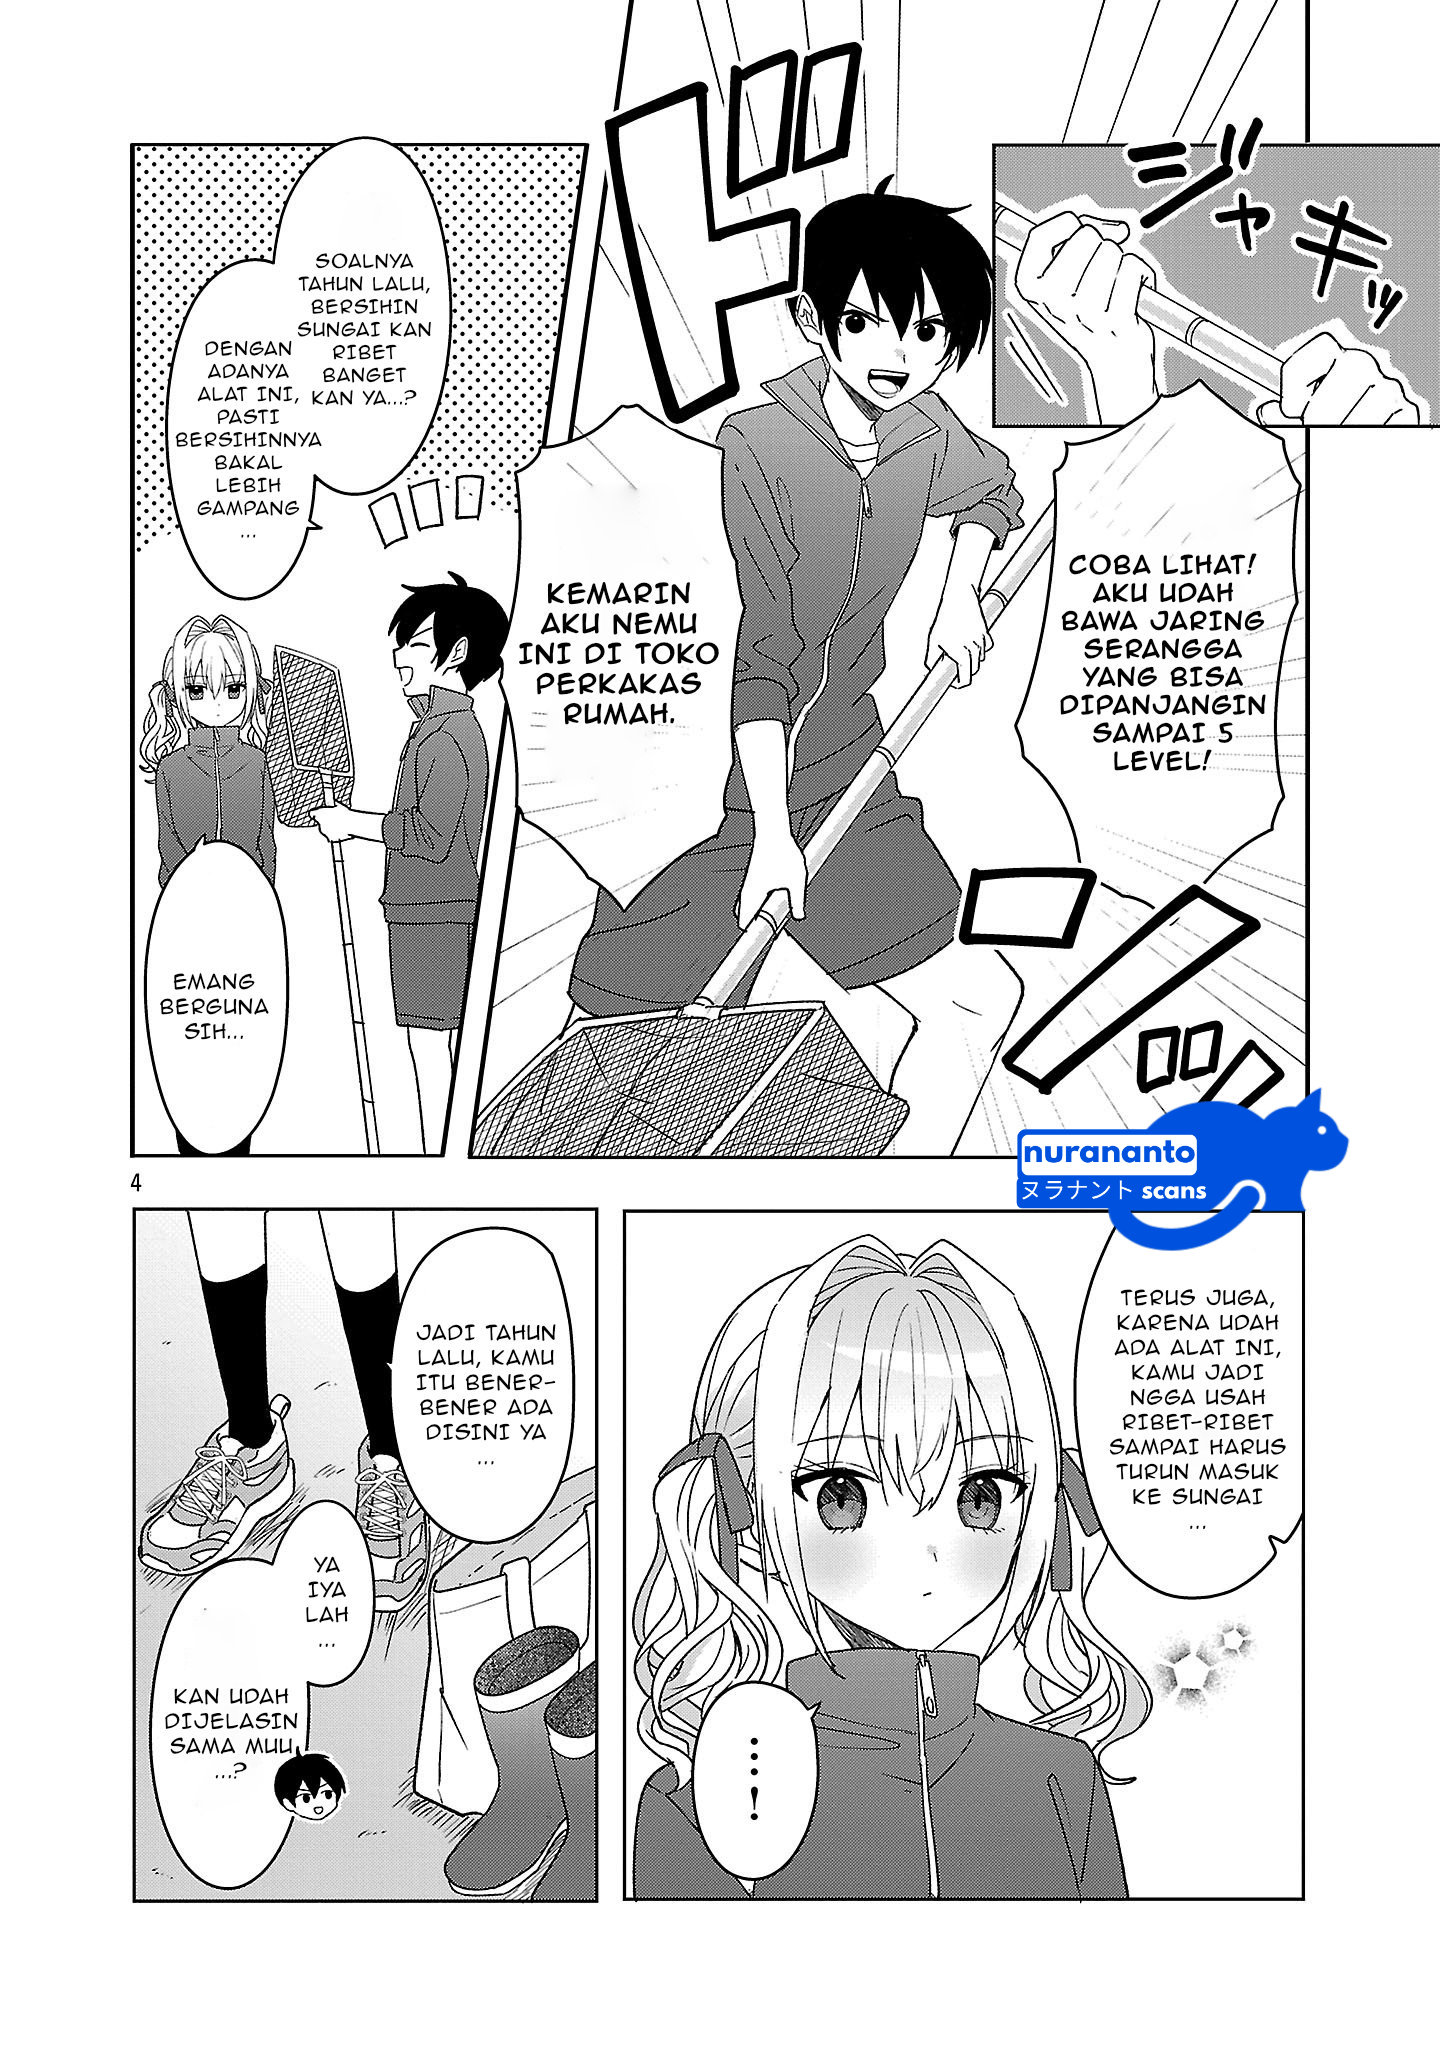 ジャキッ
COBA LIHAT!
AKU UDAH
BAWA JARING
SERANGGA
YANG BISA
DIPANJANGIN
SAMPAI 5
LEVEL!
KEMARIN
AKU NEMU
INI DI TOKO
PERKAKAS
RUMAH.
ドドドーンッ
SOALNYA
TAHUN LALU,
BERSIHIN
SUNGAI KAN
RIBET
BANGET
KAN YA...?
DENGAN
ADANYA
ALAT INI,
PASTI
BERSIHINNYA
BAKAL
LEBIH
GAMPANG
...
EMANG
BERGUNA
SIH...
4
nurananto
ヌラナント scans
TERUS JUGA,
KARENA UDAH
ADA ALAT INI,
KAMU JADI
NGGA USAH
RIBET-RIBET
SAMPAI HARUS
TURUN MASUK
KE SUNGAI
...
....!
JADI TAHUN
LALU, KAMU
ITU BENER-
BENER ADA
DISINI YA
...
YA
IYA
LAH
...
KAN UDAH
DIJELASIN
SAMA MUU
...?